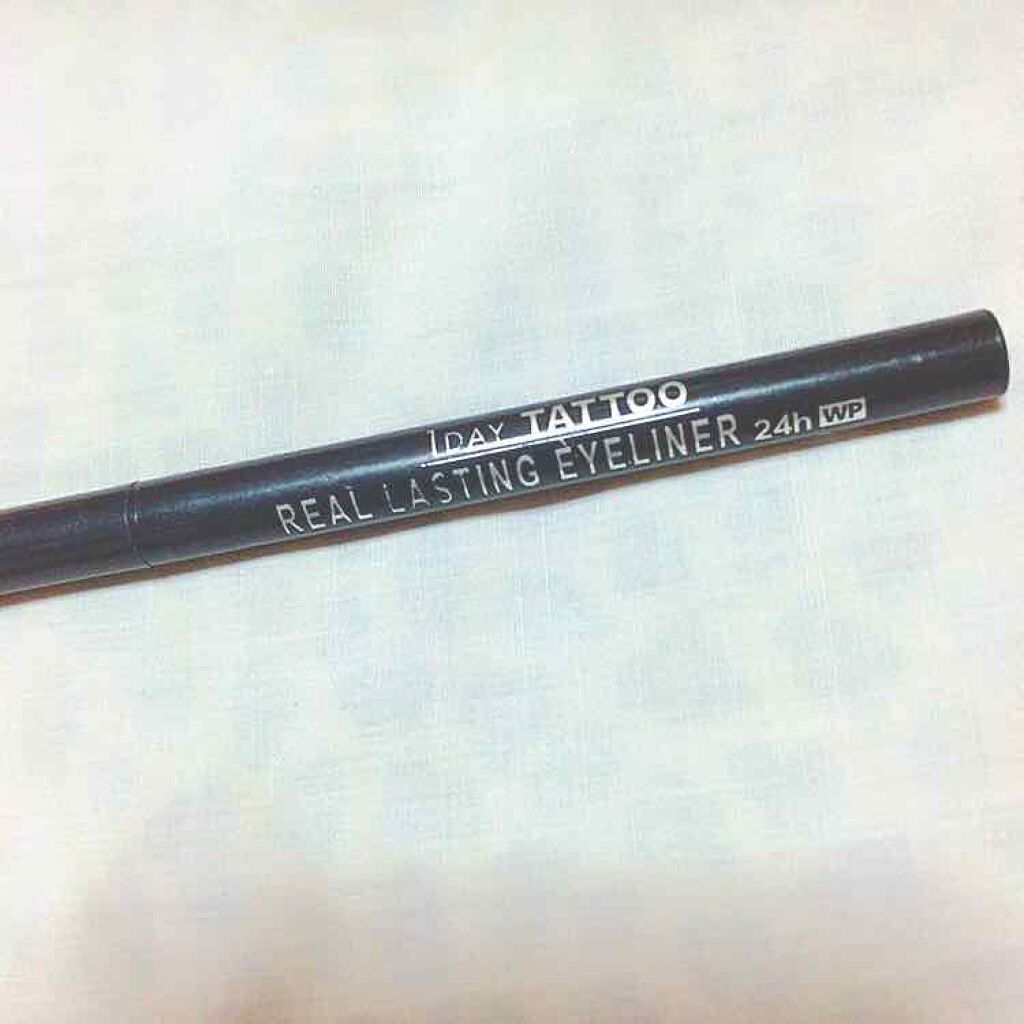 1DAY TATTOO
REAL LASTING EYELINER 24h WP